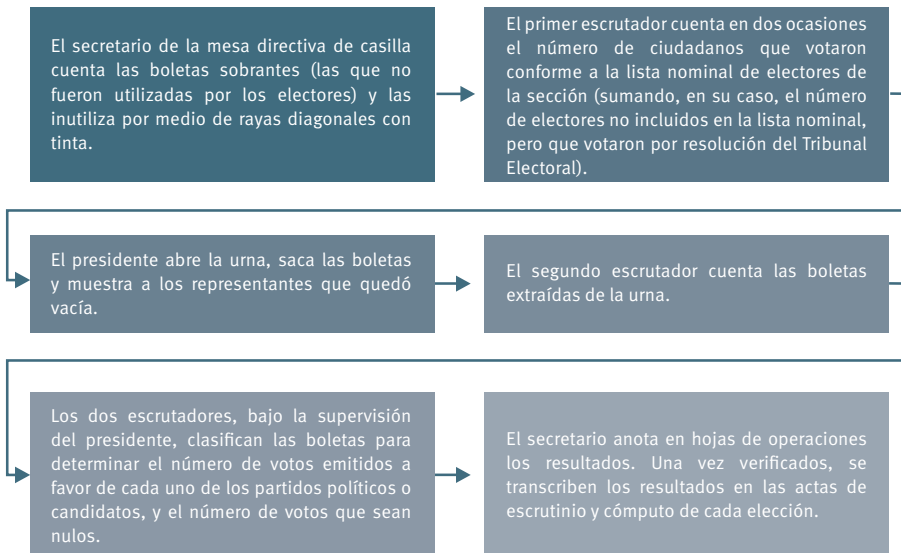 El secretario de la mesa directiva de casilla
cuenta las boletas sobrantes (las que no
fueron utilizadas por los electores) y las
inutiliza por medio de rayas diagonales con
tinta.
El primer escrutador cuenta en dos ocasiones
el número de ciudadanos que votaron
conforme a la lista nominal de electores de
la sección (sumando, en su caso, el número
de electores no incluidos en la lista nominal,
pero que votaron por resolución del Tribunal
Electoral).
El presidente abre la urna, saca las boletas
y muestra a los representantes que quedó
vacía.
El segundo escrutador cuenta las boletas
extraídas de la urna.
Los dos escrutadores, bajo la supervisión
del presidente, clasifican las boletas para
determinar el número de votos emitidos a
favor de cada uno de los partidos políticos o
candidatos, y el número de votos que sean
nulos.
El secretario anota en hojas de operaciones
los resultados. Una vez verificados, se
transcriben los resultados en las actas de
escrutinio y cómputo de cada elección.